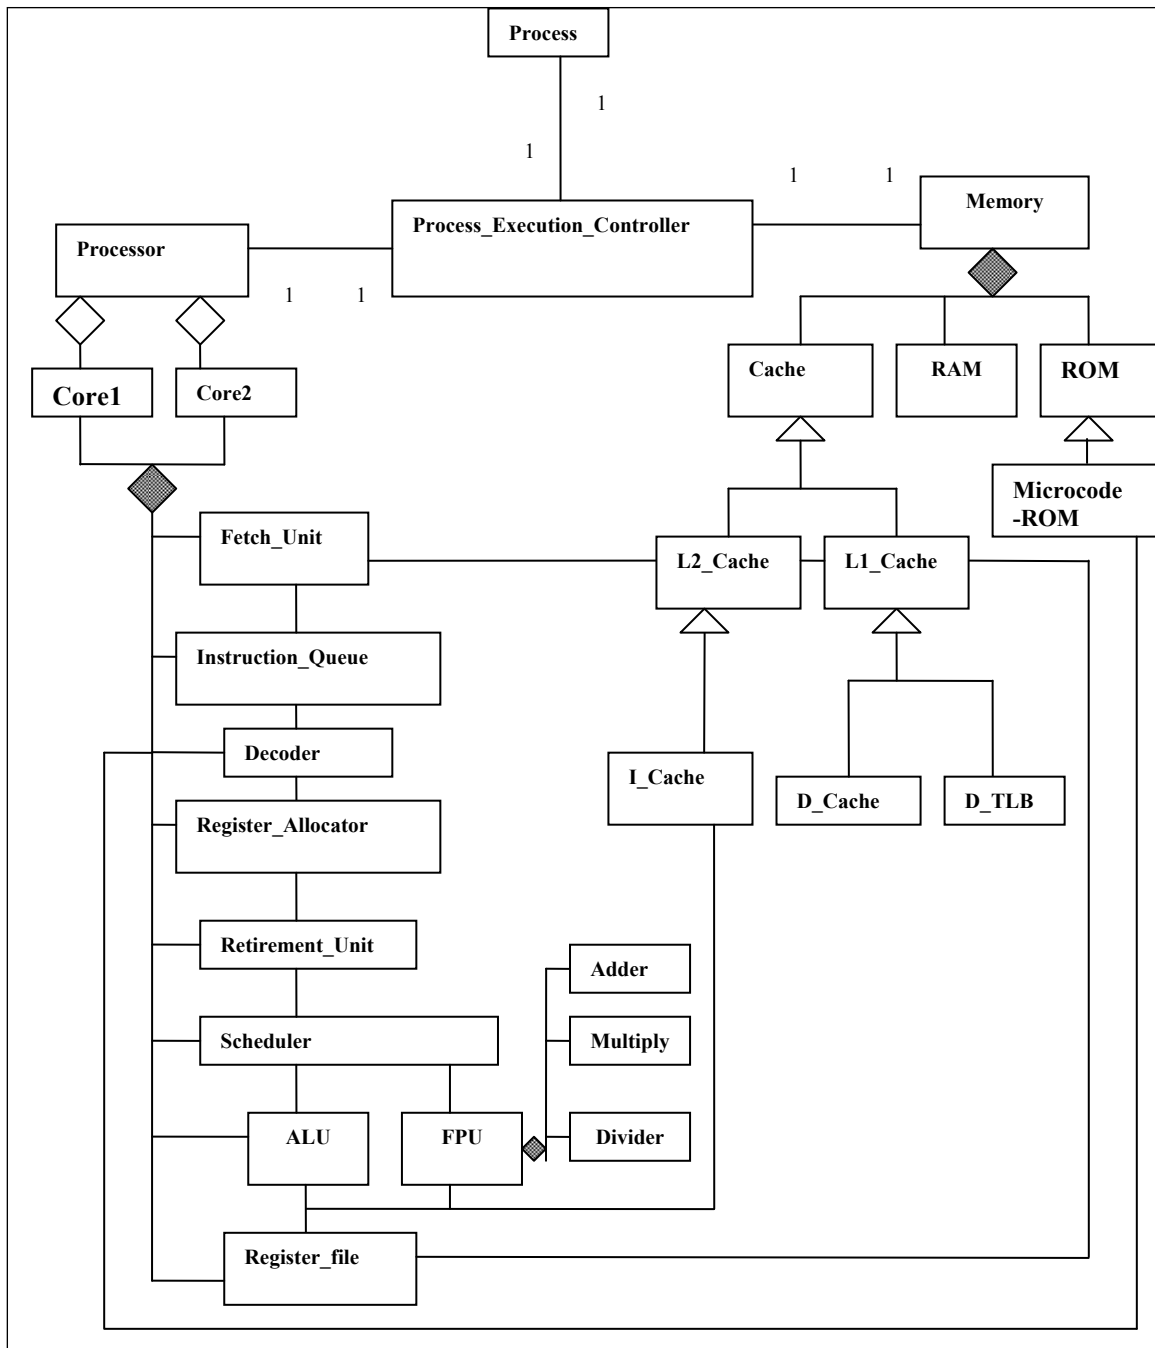 Process
1
1
1 1
Memory
Process_Execution_Controller
Processor
1 1
Cache
RAM
ROM
Core1
Core2
Microcode
-ROM
Fetch_Unit
L2_Cache
L1_Cache
Instruction_Queue
Decoder
I_Cache
D_Cache
D_TLB
Register_Allocator
Retirement_Unit
Adder
Scheduler
Multiply
ALU
FPU
Divider
Register_file